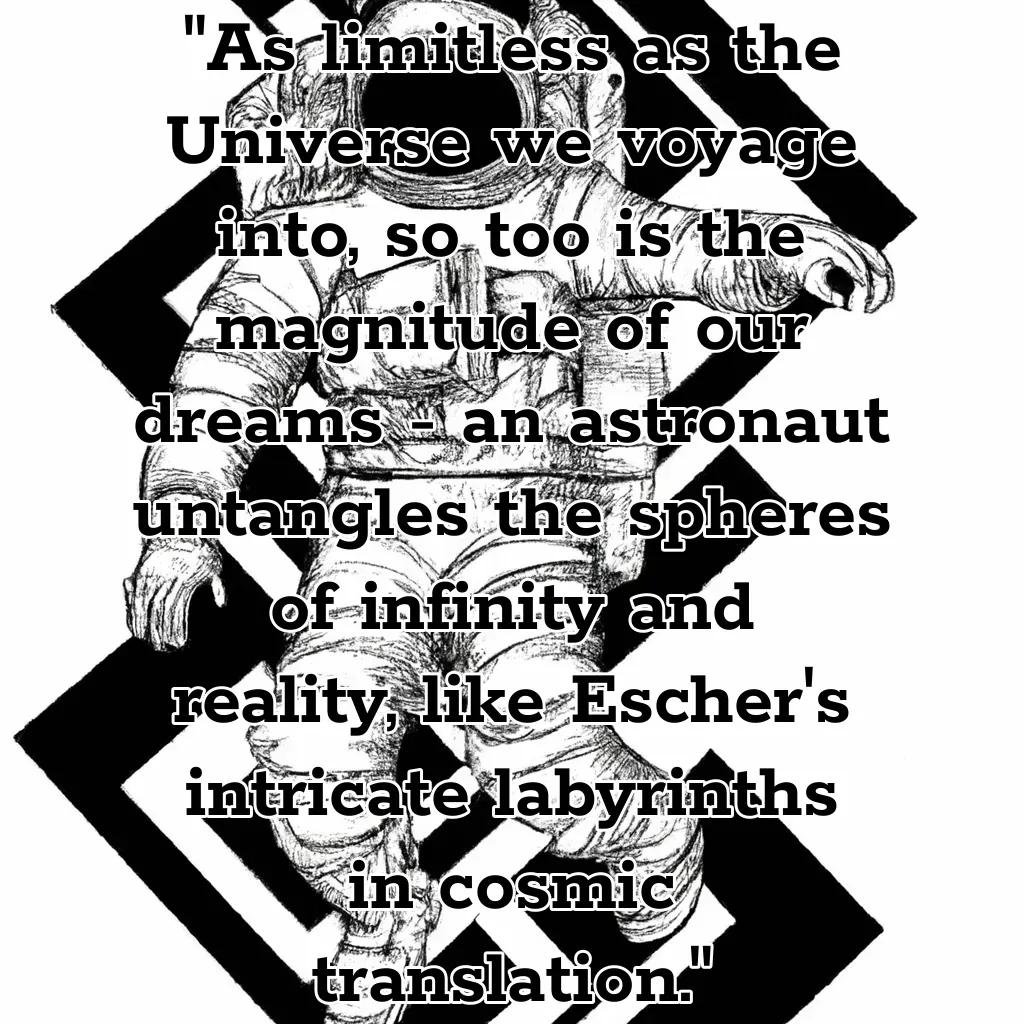 "As limitless as the
Universe we voyage
into, so too is the
magnitude of our
dreams - an astronaut
untangles the spheres
of infinity and
reality, like Escher's
intricate labyrinths
in cosmic
translation."